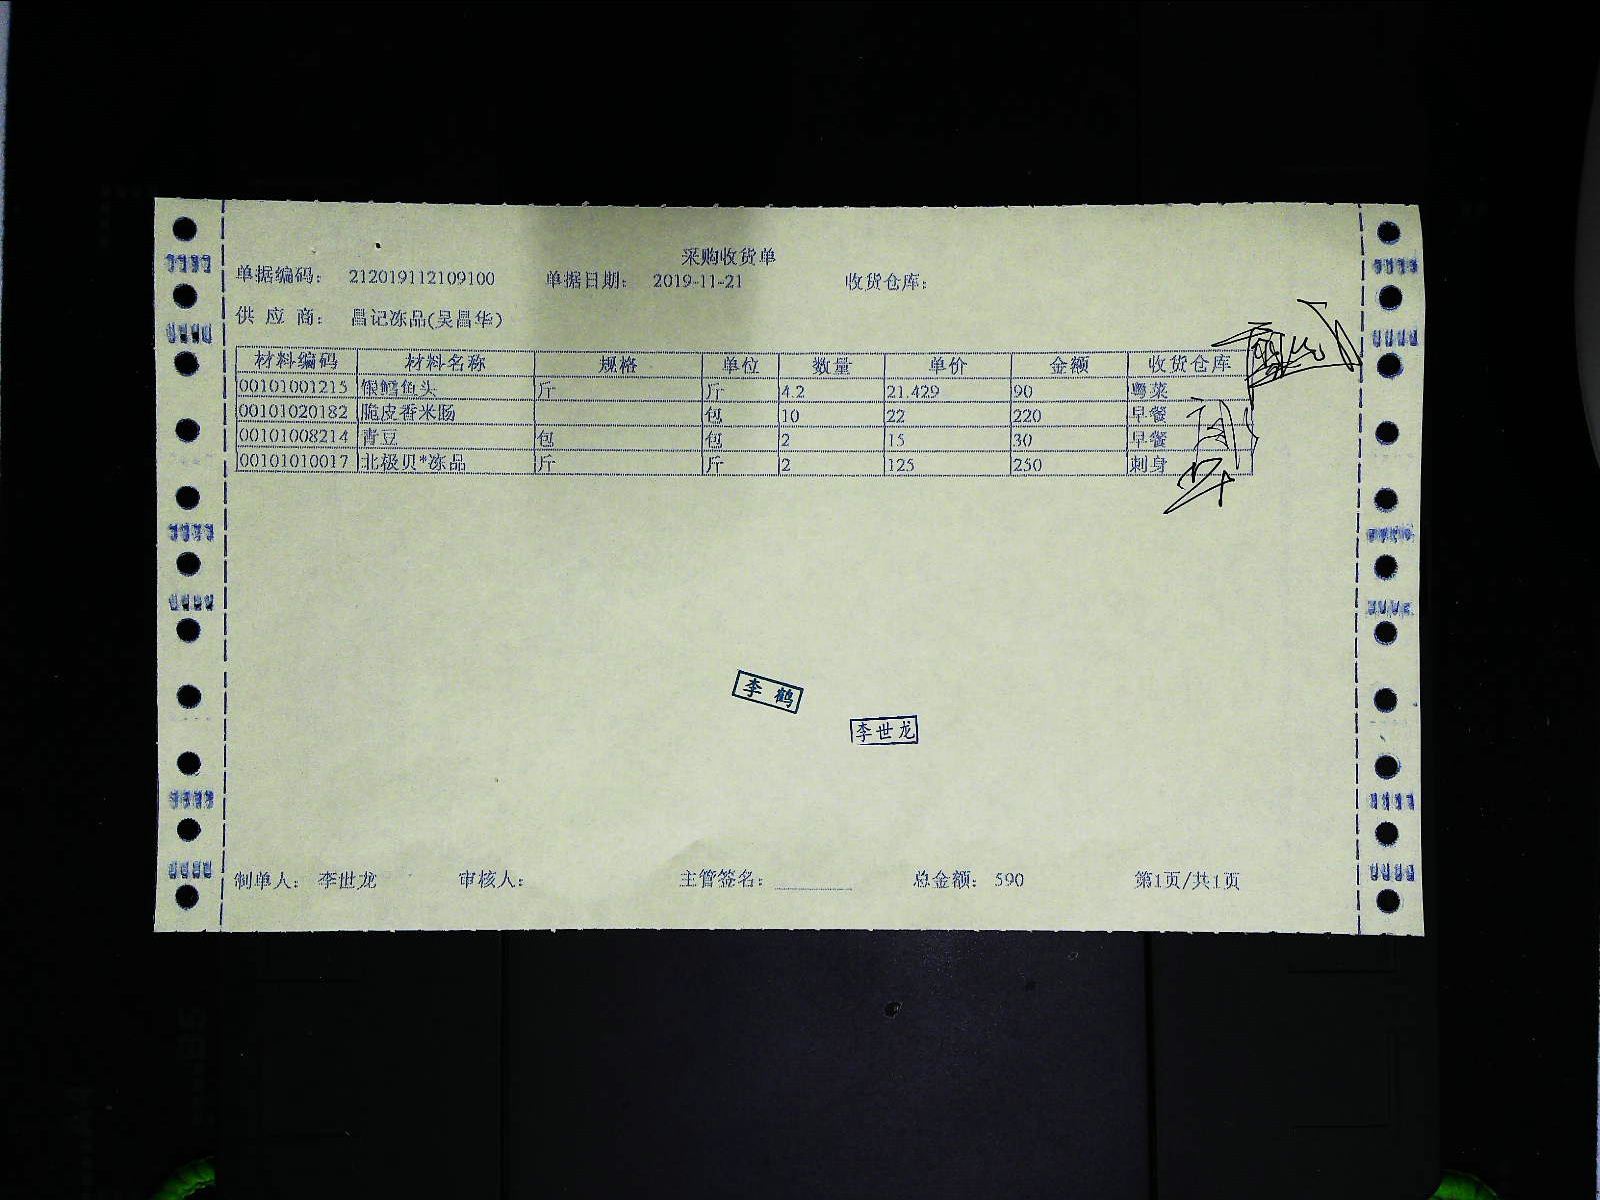 采购收货单
单据编码： 212019112109100 单据日期： 2019-11-21 收货仓库：
供 应 商： 昌记冻品(吴昌华)
材料编码 材料名称 规格 单位 数量 单价 金额 收货仓库
00101001215 银鳕鱼头 斤 斤 4.2 21.429 90 粤菜
00101020182 脆皮香米肠 包 10 22 220 早餐
00101008214 青豆 包 包 2 15 30 早餐
00101010017 北极贝*冻品 斤 斤 2 125 250 刺身
李鹤
李世龙
制单人： 李世龙 审核人： 主管签名： 总金额： 590 第1页/共1页